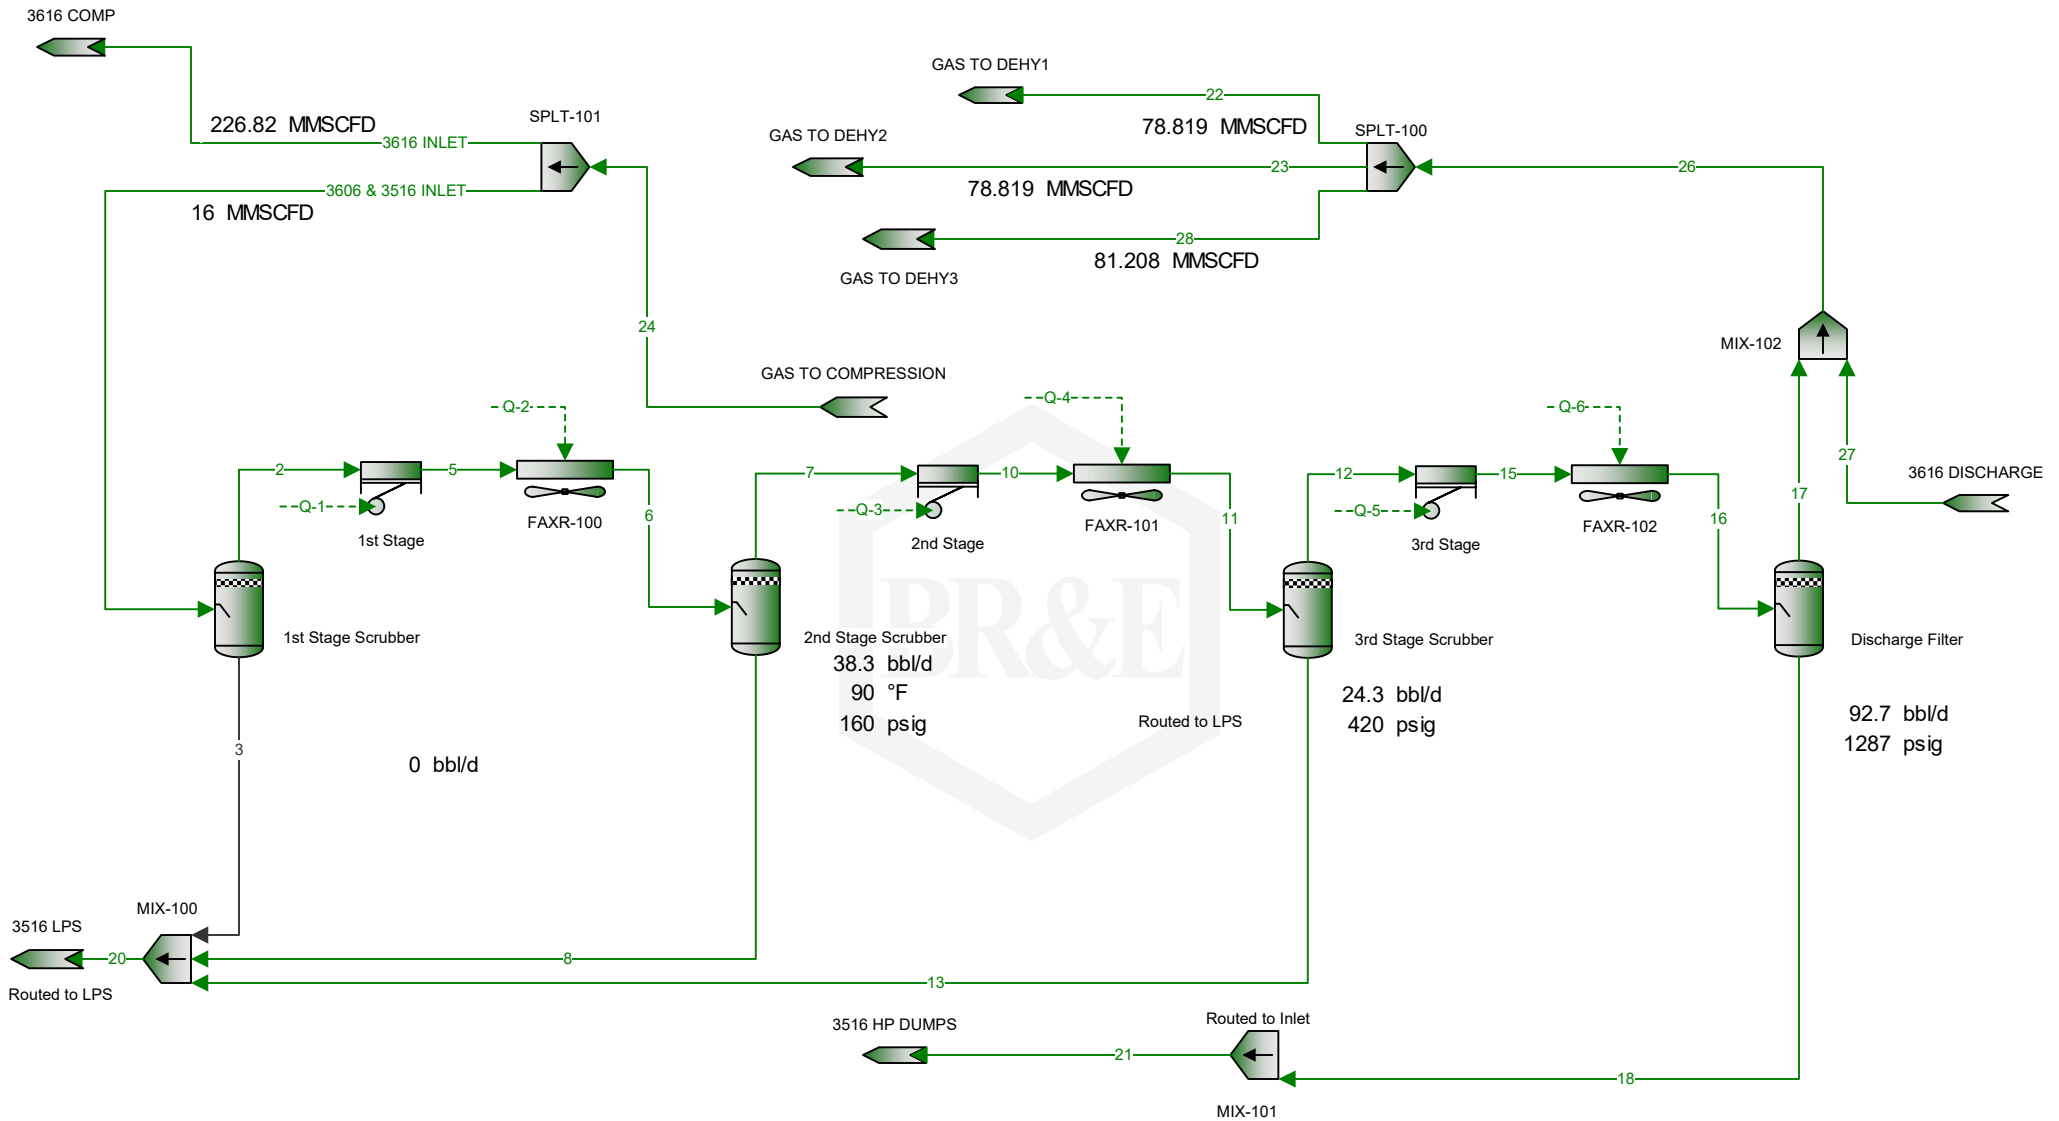 3616 COMP
GAS TO DEHY1
22
226.82 MMSCFD
SPLT-101
78.819 MMSCFD
SPLT-100
GAS TO DEHY2
3616 INLET
23
26
3606 & 3516 INLET
78.819 MMSCFD
16 MMSCFD
28
81.208 MMSCFD
GAS TO DEHY3
24
MIX-102
GAS TO COMPRESSION
Q-2
Q-4
Q-6
2
5
7
10
12
15
27
3616 DISCHARGE
17
Q-1
6
Q-3
11
Q-5
16
FAXR-100
FAXR-101
FAXR-102
1st Stage
2nd Stage
3rd Stage
BR&E
1st Stage Scrubber
2nd Stage Scrubber
38.3 bbl/d
90 °F
160 psig
3rd Stage Scrubber
24.3 bbl/d
420 psig
Discharge Filter
92.7 bbl/d
1287 psig
Routed to LPS
3
0 bbl/d
MIX-100
3516 LPS
20
8
Routed to LPS
13
3516 HP DUMPS
Routed to Inlet
21
18
MIX-101